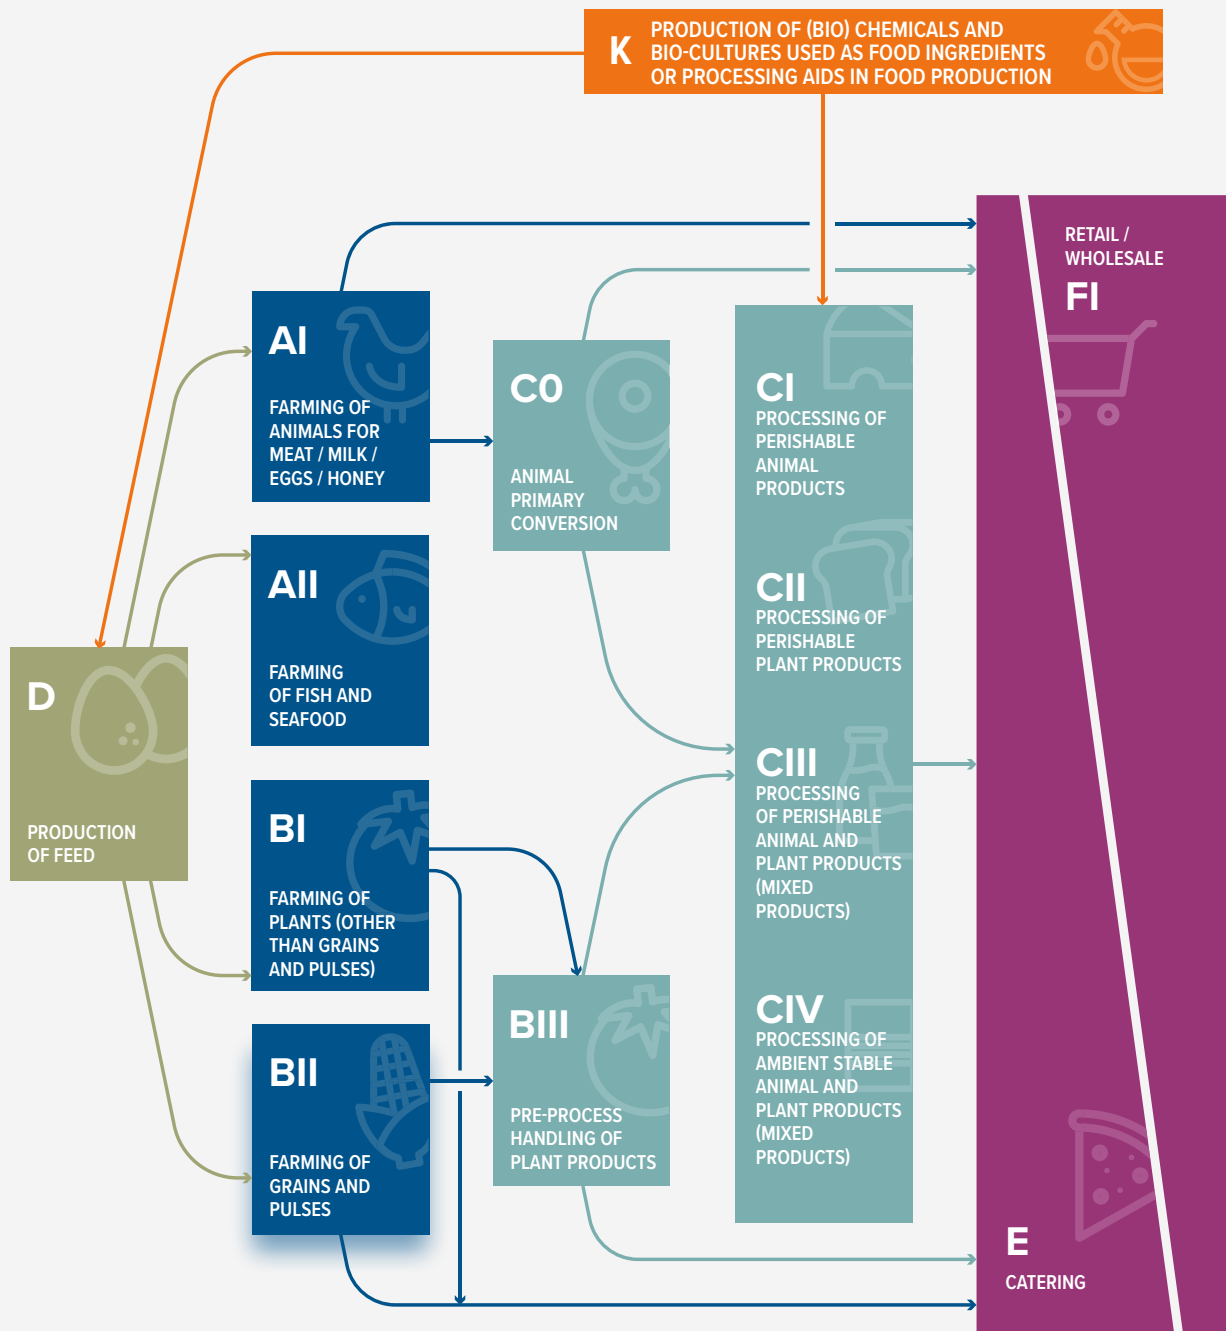 K
PRODUCTION OF (BIO) CHEMICALS AND
BIO-CULTURES USED AS FOOD INGREDIENTS
OR PROCESSING AIDS IN FOOD PRODUCTION
RETAIL /
WHOLESALE
FI
AI
FARMING OF
ANIMALS FOR
MEAT / MILK /
EGGS / HONEY
C0
ANIMAL
PRIMARY
CONVERSION
CI
PROCESSING OF
PERISHABLE
ANIMAL
PRODUCTS
AII
FARMING
OF FISH AND
SEAFOOD
CII
PROCESSING OF
PERISHABLE
PLANT PRODUCTS
D
PRODUCTION
OF FEED
BI
FARMING OF
PLANTS (OTHER
THAN GRAINS
AND PULSES)
CIII
PROCESSING
OF PERISHABLE
ANIMAL AND
PLANT PRODUCTS
(MIXED
PRODUCTS)
BII
FARMING OF
GRAINS AND
PULSES
BIII
PRE-PROCESS
HANDLING OF
PLANT PRODUCTS
CIV
PROCESSING OF
AMBIENT STABLE
ANIMAL AND
PLANT PRODUCTS
(MIXED
PRODUCTS)
E
CATERING